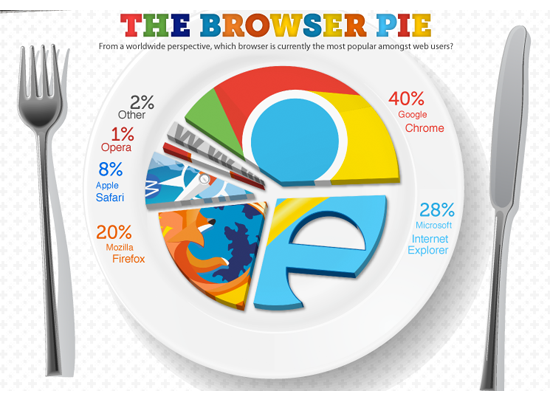 THE BROWSER PIE
From a worldwide perspective, which browser is currently the most popular amongst web users?
2%
Other
1%
Opera
8%
Apple
Safari
20%
Mozilla
Firefox
40%
Google
Chrome
28%
Microsoft
Internet
Explorer